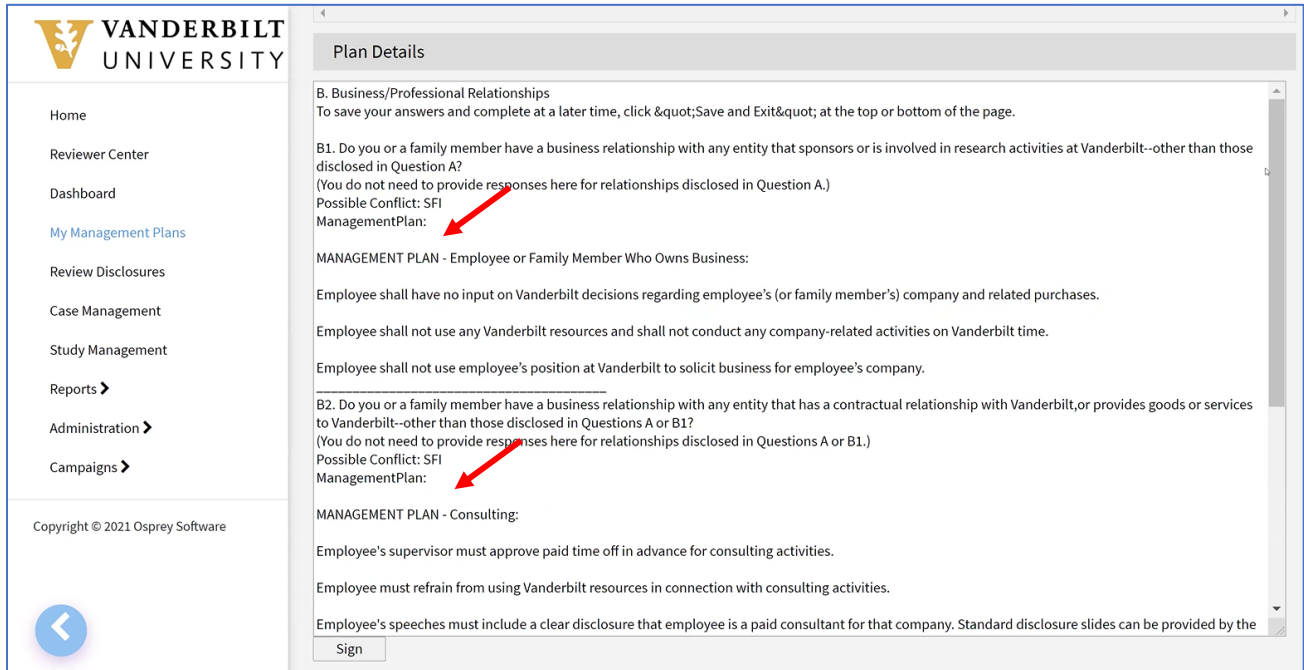 VANDERBILT
UNIVERSITY
Home
Reviewer Center
Dashboard
My Management Plans
Review Disclosures
Case Management
Study Management
Reports
Administration
Campaigns
Copyright © 2021 Osprey Software
Plan Details
B. Business/Professional Relationships
To save your answers and complete at a later time, click &quot;Save and Exit&quot; at the top or bottom of the page.
B1. Do you or a family member have a business relationship with any entity that sponsors or is involved in research activities at Vanderbilt--other than those
disclosed in Question A?
(You do not need to provide responses here for relationships disclosed in Question A.)
Possible Conflict: SFI
ManagementPlan:
MANAGEMENT PLAN - Employee or Family Member Who Owns Business:
Employee shall have no input on Vanderbilt decisions regarding employee’s (or family member’s) company and related purchases.
Employee shall not use any Vanderbilt resources and shall not conduct any company-related activities on Vanderbilt time.
Employee shall not use employee’s position at Vanderbilt to solicit business for employee’s company.
________________________________________
B2. Do you or a family member have a business relationship with any entity that has a contractual relationship with Vanderbilt,or provides goods or services
to Vanderbilt--other than those disclosed in Questions A or B1?
(You do not need to provide responses here for relationships disclosed in Questions A or B1.)
Possible Conflict: SFI
ManagementPlan:
MANAGEMENT PLAN - Consulting:
Employee's supervisor must approve paid time off in advance for consulting activities.
Employee must refrain from using Vanderbilt resources in connection with consulting activities.
Employee's speeches must include a clear disclosure that employee is a paid consultant for that company. Standard disclosure slides can be provided by the
Sign